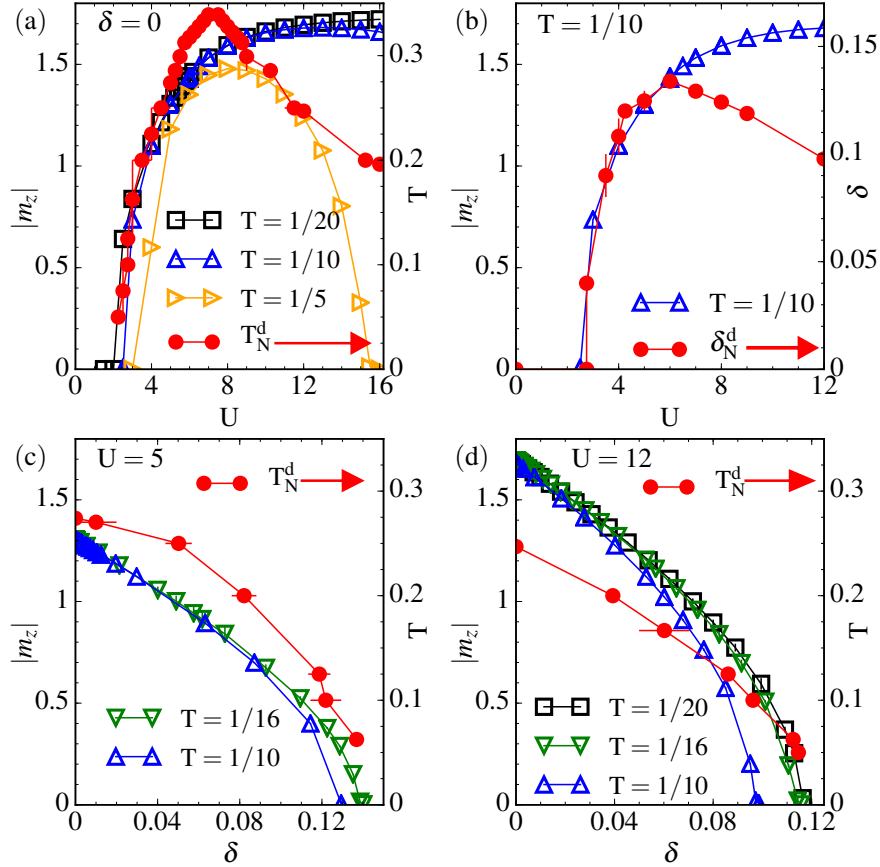 (a) δ = 0
|m_z|
1.5
1
0.5
0
T = 1/20
T = 1/10
T = 1/5
T_N^d
0.3
0.2
0.1
0
T
0 4 8 12 16
U
(b) T = 1/10
|m_z|
1.5
1
0.5
0
T = 1/10
δ_N^d
0.15
0.10
0.05
0
δ
0 4 8 12
U
(c) U = 5
T_N^d
|m_z|
1.5
1
0.5
0
T = 1/16
T = 1/10
0.3
0.2
0.1
0
T
0 0.04 0.08 0.12
δ
(d) U = 12
T_N^d
|m_z|
1.5
1
0.5
0
T = 1/20
T = 1/16
T = 1/10
0.3
0.2
0.1
0
T
0 0.04 0.08 0.12
δ